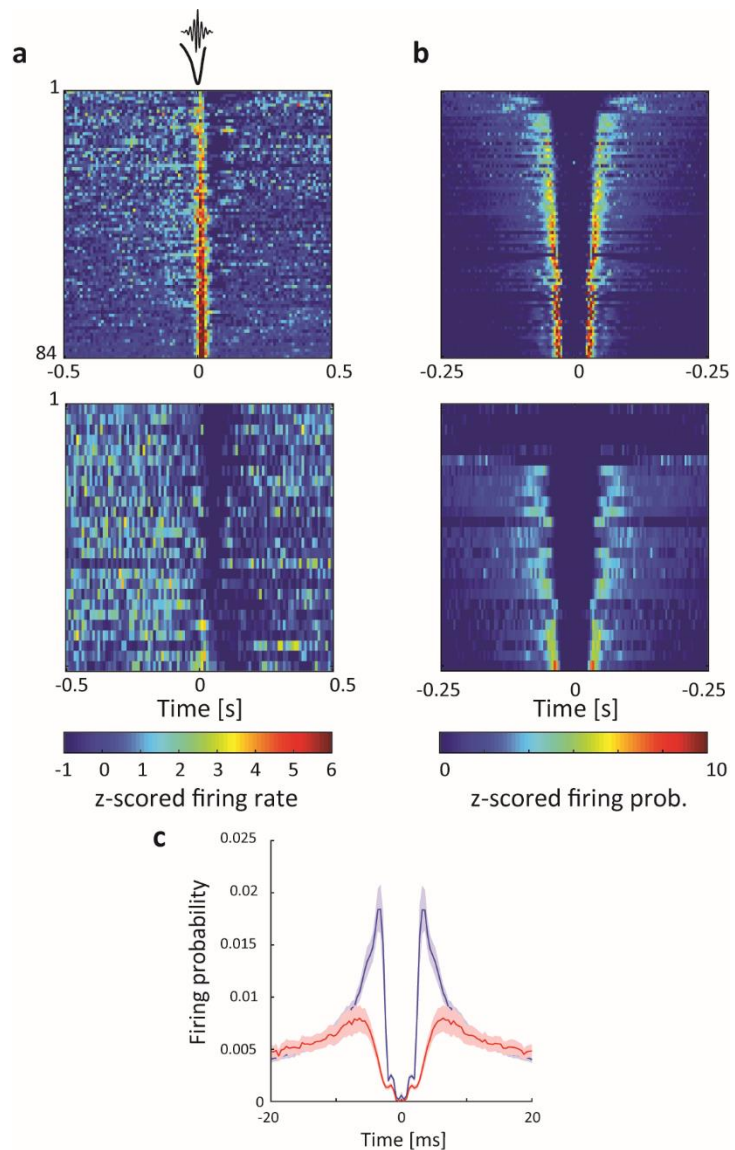 a
b
1
84
-0.5 0 0.5
-0.25 0 -0.25
1
-0.5 0 0.5
-0.25 0 -0.25
Time [s]
Time [s]
-1 0 1 2 3 4 5 6
0 10
z-scored firing rate
z-scored firing prob.
c
0.025
0.02
0.015
0.01
0.005
0
Firing probability
-20 -10 0 10 20
Time [ms]